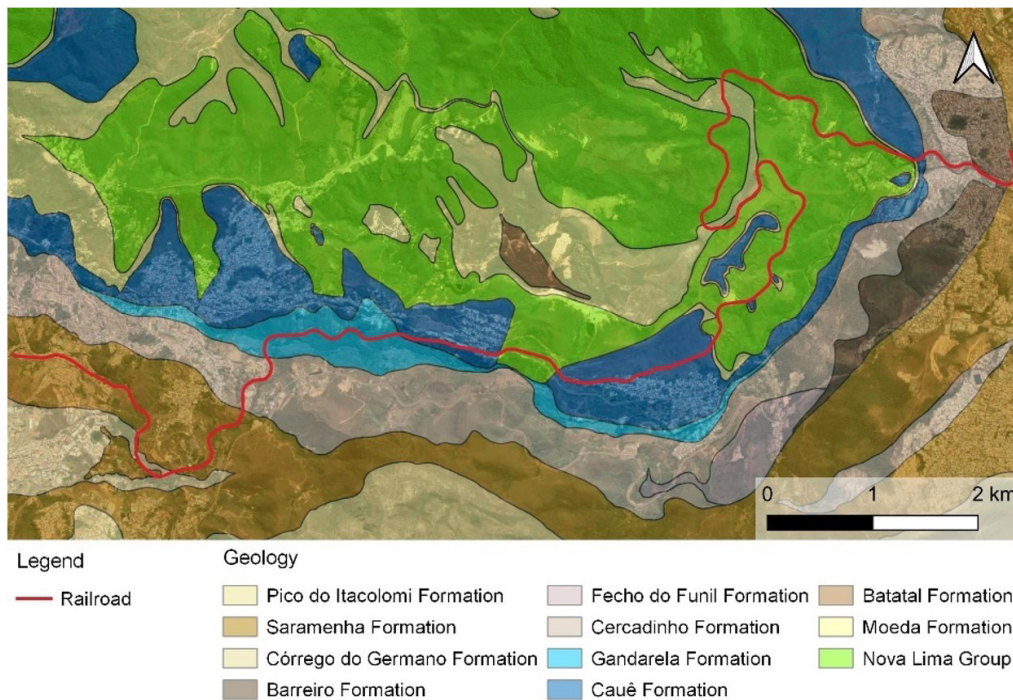 0 1 2 km
Legend
Railroad
Geology
Pico do Itacolomi Formation
Saramenha Formation
Córrego do Germano Formation
Barreiro Formation
Fecho do Funil Formation
Cercadinho Formation
Gandarela Formation
Cauê Formation
Batatal Formation
Moeda Formation
Nova Lima Group